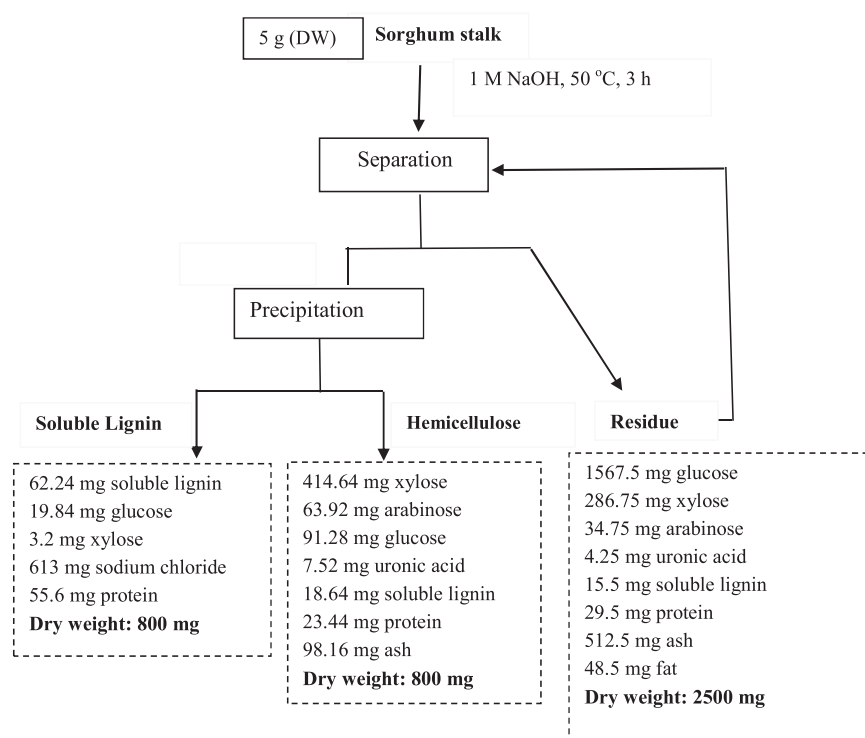 5 g (DW)
Sorghum stalk
1 M NaOH, 50 °C, 3 h
Separation
Precipitation
Soluble Lignin
Hemicellulose
Residue
62.24 mg soluble lignin
19.84 mg glucose
3.2 mg xylose
613 mg sodium chloride
55.6 mg protein
Dry weight: 800 mg
414.64 mg xylose
63.92 mg arabinose
91.28 mg glucose
7.52 mg uronic acid
18.64 mg soluble lignin
23.44 mg protein
98.16 mg ash
Dry weight: 800 mg
1567.5 mg glucose
286.75 mg xylose
34.75 mg arabinose
4.25 mg uronic acid
15.5 mg soluble lignin
29.5 mg protein
512.5 mg ash
48.5 mg fat
Dry weight: 2500 mg